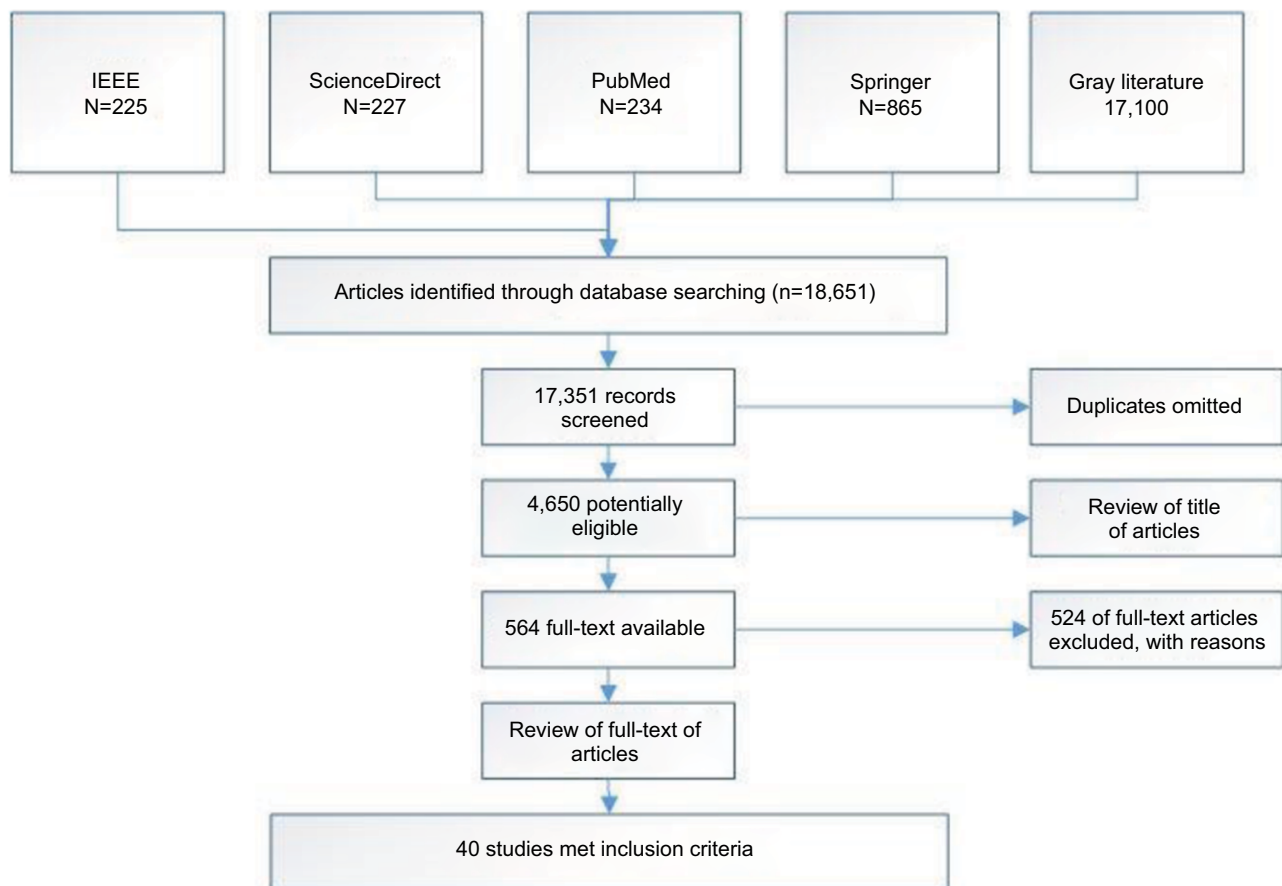 IEEE
N=225
ScienceDirect
N=227
PubMed
N=234
Springer
N=865
Gray literature
17,100
Articles identified through database searching (n=18,651)
17,351 records
screened
Duplicates omitted
4,650 potentially
eligible
Review of title
of articles
564 full-text available
524 of full-text articles
excluded, with reasons
Review of full-text of
articles
40 studies met inclusion criteria